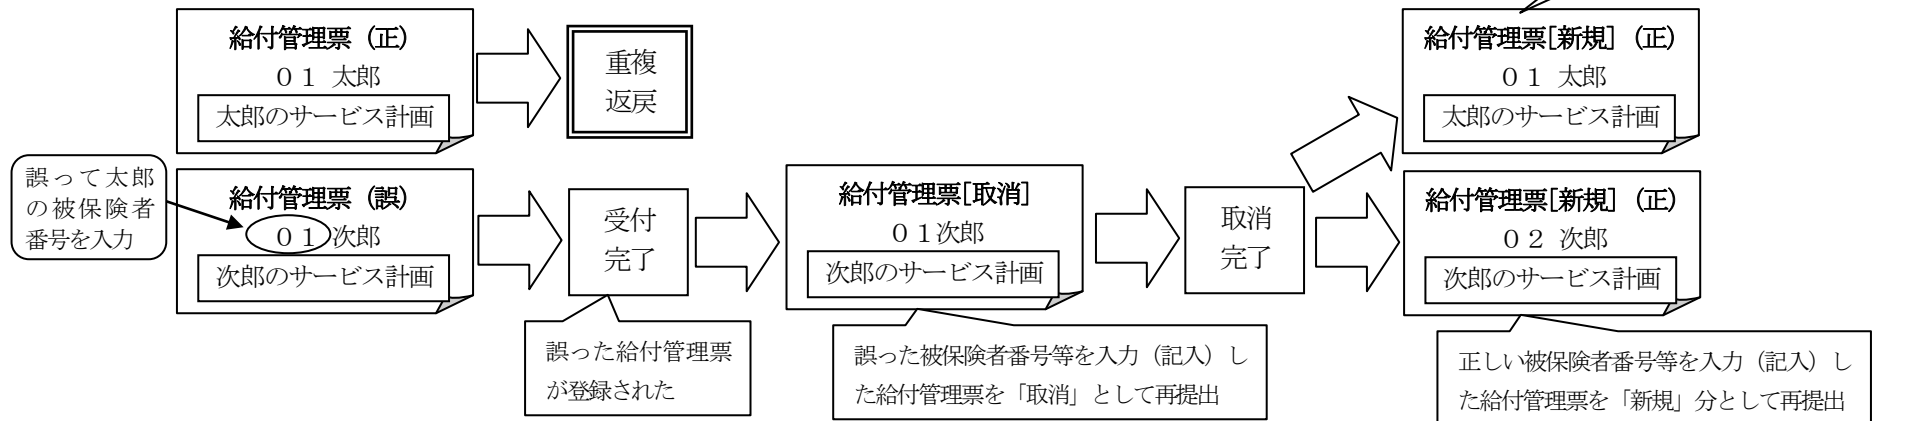 給付管理票（正）
０１ 太郎
太郎のサービス計画
重複
返戻
給付管理票[新規]（正）
０１ 太郎
太郎のサービス計画
誤って太郎
の被保険者
番号を入力
給付管理票（誤）
０１次郎
次郎のサービス計画
受付
完了
給付管理票[取消]
０１次郎
次郎のサービス計画
取消
完了
給付管理票[新規]（正）
０２ 次郎
次郎のサービス計画
誤った給付管理票
が登録された
誤った被保険者番号等を入力（記入）し
た給付管理票を「取消」として再提出
正しい被保険者番号等を入力（記入）し
た給付管理票を「新規」分として再提出